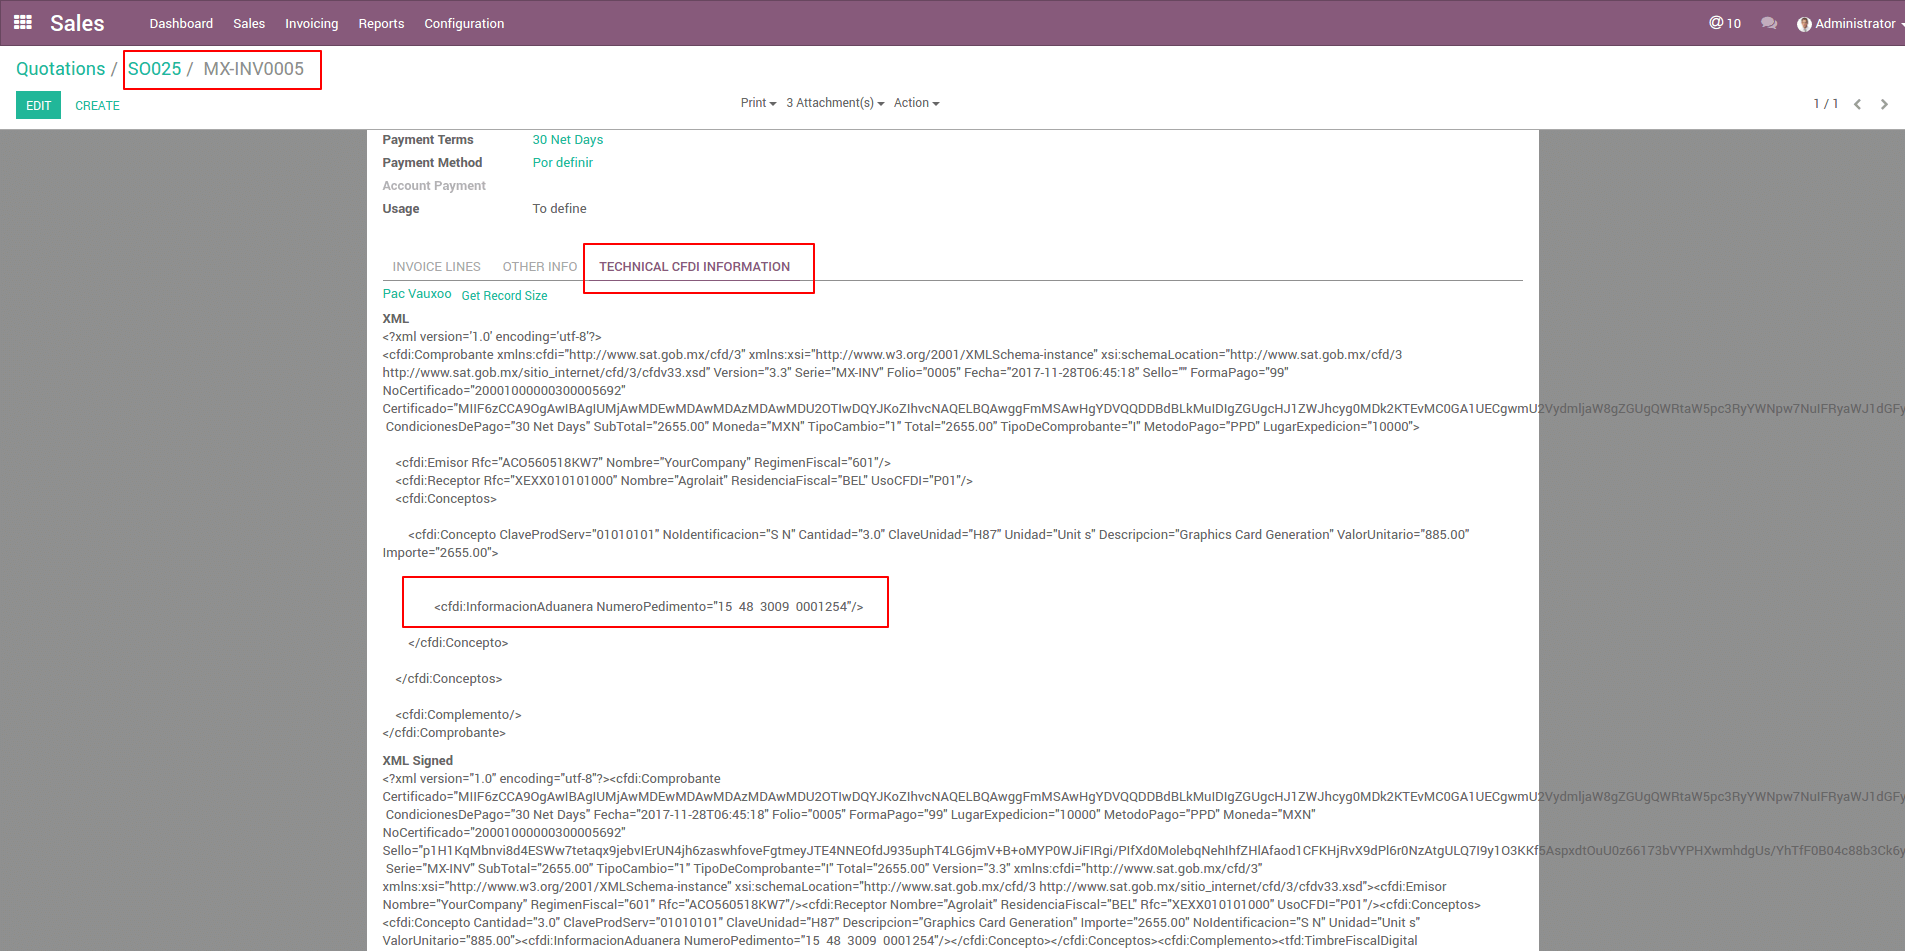 Sales Dashboard Sales Invoicing Reports Configuration @ 10 Administrator
Quotations / SO025 / MX-INV0005
EDIT CREATE Print 3 Attachment(s) Action 1 / 1
Payment Terms 30 Net Days
Payment Method Por definir
Account Payment
Usage To define
INVOICE LINES OTHER INFO TECHNICAL CFDI INFORMATION
Pac Vauxoo Get Record Size
XML
<?xml version='1.0' encoding='utf-8'?>
<cfdi:Comprobante xmlns:cfdi="http://www.sat.gob.mx/cfd/3" xmlns:xsi="http://www.w3.org/2001/XMLSchema-instance" xsi:schemaLocation="http://www.sat.gob.mx/cfd/3
http://www.sat.gob.mx/sitio_internet/cfd/3/cfdv33.xsd" Version="3.3" Serie="MX-INV" Folio="0005" Fecha="2017-11-28T06:45:18" Sello="" FormaPago="99"
NoCertificado="20001000000300005692"
Certificado="MIIF6zCCA9OgAwIBAgIUMjAwMDEwMDAwMDAzMDAwMDU2OTIwDQYJKoZIhvcNAQELBQAwggFmMSAwHgYDVQQDDBdBLkMuIDIgZGUgcHJ1ZWJhcyg0MDk2KTEvMC0GA1UECgwmU2VydmljaW8gZGUgQWRtaW5pc3RyYWNpw7NuIFRyaWJ1dGFy
CondicionesDePago="30 Net Days" SubTotal="2655.00" Moneda="MXN" TipoCambio="1" Total="2655.00" TipoDeComprobante="I" MetodoPago="PPD" LugarExpedicion="10000">
<cfdi:Emisor Rfc="ACO560518KW7" Nombre="YourCompany" RegimenFiscal="601"/>
<cfdi:Receptor Rfc="XEXX010101000" Nombre="Agrolait" ResidenciaFiscal="BEL" UsoCFDI="P01"/>
<cfdi:Conceptos>
<cfdi:Concepto ClaveProdServ="01010101" NoIdentificacion="S N" Cantidad="3.0" ClaveUnidad="H87" Unidad="Unit s" Descripcion="Graphics Card Generation" ValorUnitario="885.00"
Importe="2655.00">
<cfdi:InformacionAduanera NumeroPedimento="15  48  3009  0001254"/>
</cfdi:Concepto>
</cfdi:Conceptos>
<cfdi:Complemento/>
</cfdi:Comprobante>
XML Signed
<?xml version="1.0" encoding="utf-8"?><cfdi:Comprobante
Certificado="MIIF6zCCA9OgAwIBAgIUMjAwMDEwMDAwMDAzMDAwMDU2OTIwDQYJKoZIhvcNAQELBQAwggFmMSAwHgYDVQQDDBdBLkMuIDIgZGUgcHJ1ZWJhcyg0MDk2KTEvMC0GA1UECgwmU2VydmljaW8gZGUgQWRtaW5pc3RyYWNpw7NuIFRyaWJ1dGFy
CondicionesDePago="30 Net Days" Fecha="2017-11-28T06:45:18" Folio="0005" FormaPago="99" LugarExpedicion="10000" MetodoPago="PPD" Moneda="MXN"
NoCertificado="20001000000300005692"
Sello=
Serie="MX-INV" SubTotal="2655.00" TipoCambio="1" TipoDeComprobante="I" Total="2655.00" Version="3.3" xmlns:cfdi="http://www.sat.gob.mx/cfd/3"
xmlns:xsi="http://www.w3.org/2001/XMLSchema-instance" xsi:schemaLocation="http://www.sat.gob.mx/cfd/3 http://www.sat.gob.mx/sitio_internet/cfd/3/cfdv33.xsd"><cfdi:Emisor
Nombre="YourCompany" RegimenFiscal="601" Rfc="ACO560518KW7"/><cfdi:Receptor Nombre="Agrolait" ResidenciaFiscal="BEL" Rfc="XEXX010101000" UsoCFDI="P01"/><cfdi:Conceptos>
<cfdi:Concepto Cantidad="3.0" ClaveProdServ="01010101" ClaveUnidad="H87" Descripcion="Graphics Card Generation" Importe="2655.00" NoIdentificacion="S N" Unidad="Unit s"
ValorUnitario="885.00"><cfdi:InformacionAduanera NumeroPedimento="15  48  3009  0001254"/></cfdi:Concepto></cfdi:Conceptos><cfdi:Complemento><tfd:TimbreFiscalDigital